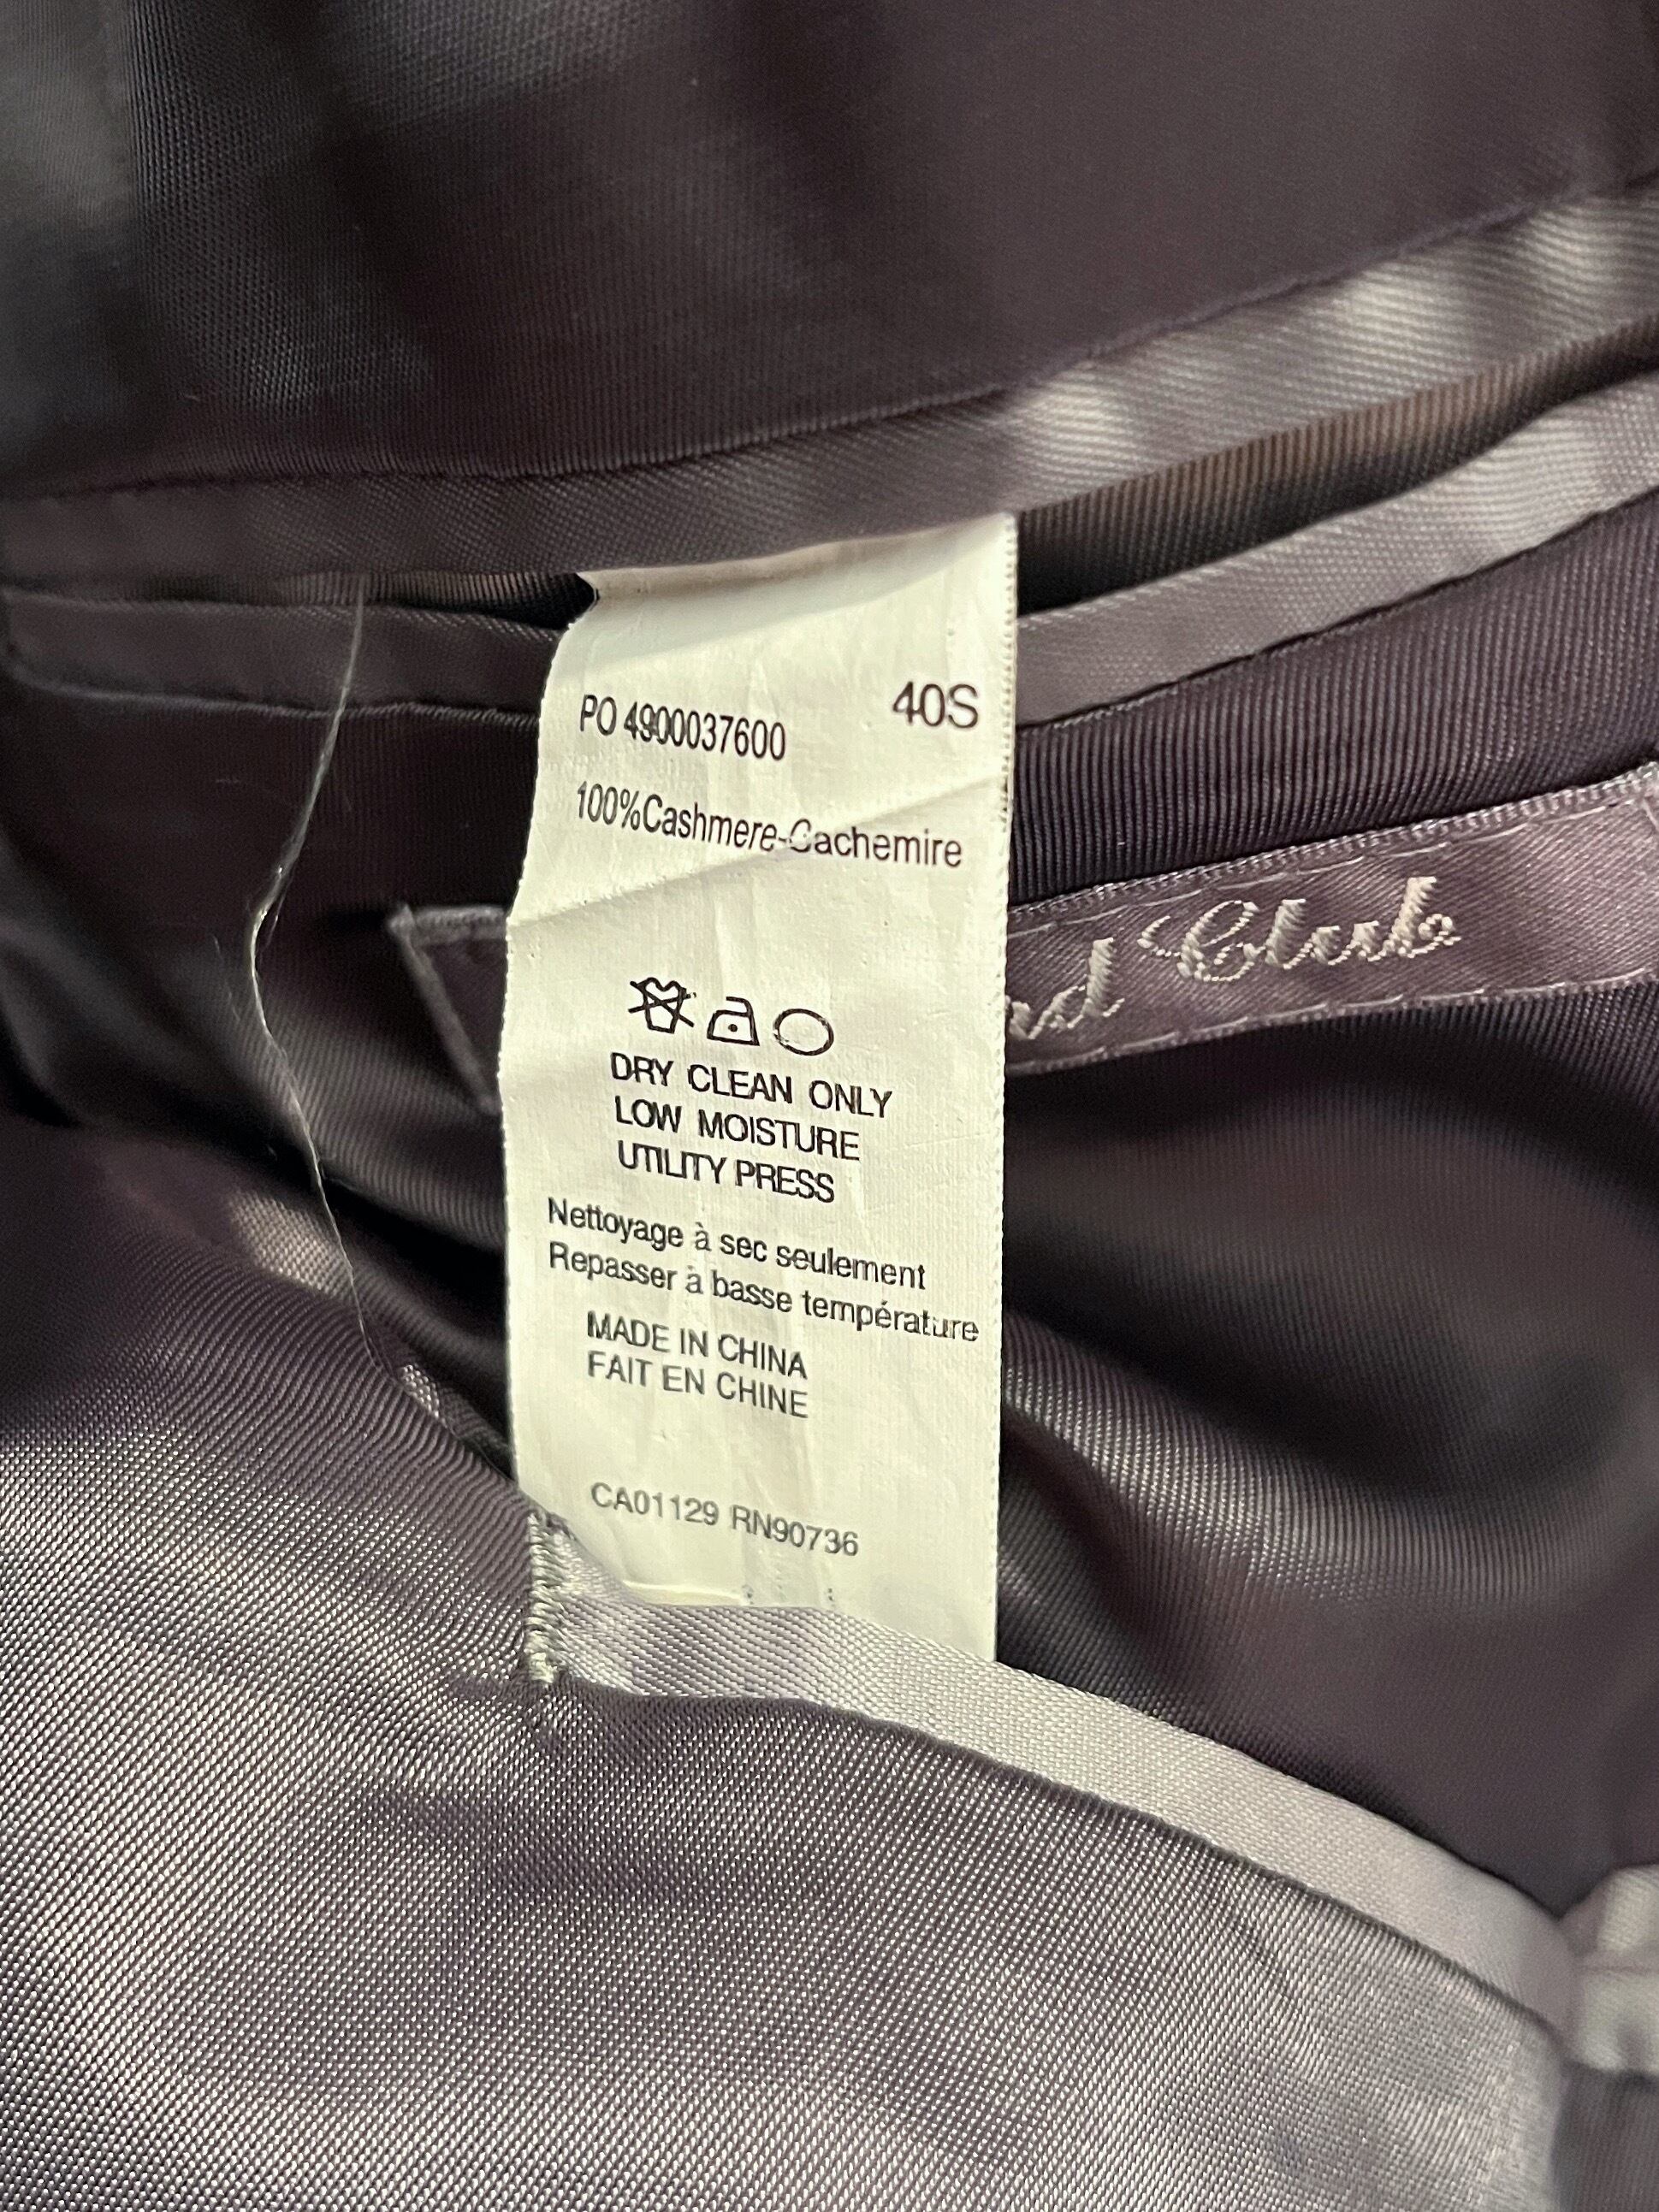 PO 4900037600 40S
100%Cashmere-Cachemire
nd Club
DRY CLEAN ONLY
LOW MOISTURE
UTILITY PRESS
Nettoyage à sec seulement
Repasser à basse température
MADE IN CHINA
FAIT EN CHINE
CA01129 RN90736